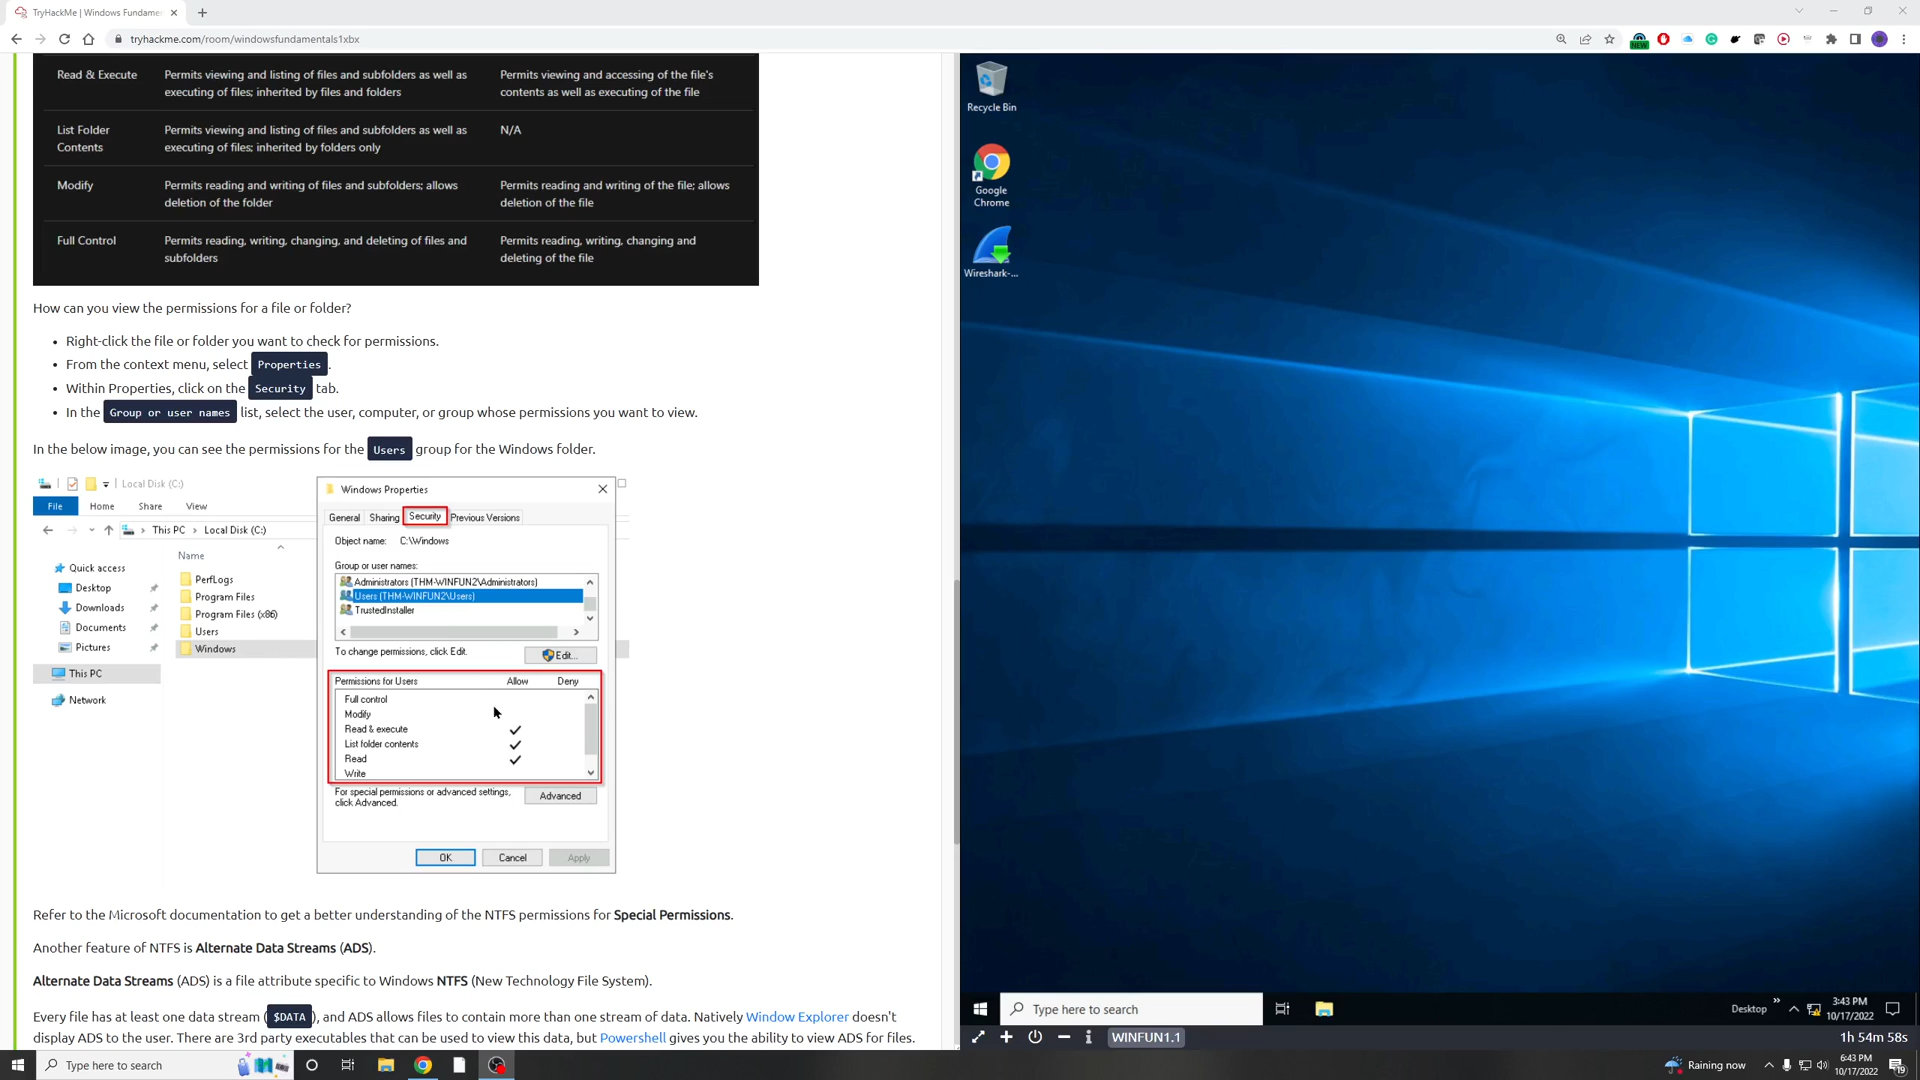 TryHackMe | Windows Fundame
tryhackme.com/room/windowsfundamentals1xbx
NEW
Read & Execute
Permits viewing and listing of files and subfolders as well as
executing of files; inherited by files and folders
Permits viewing and accessing of the file's
contents as well as executing of the file
List Folder
Contents
Permits viewing and listing of files and subfolders as well as
executing of files; inherited by folders only
N/A
Modify
Permits reading and writing of files and subfolders; allows
deletion of the folder
Permits reading and writing of the file; allows
deletion of the file
Full Control
Permits reading, writing, changing, and deleting of files and
subfolders
Permits reading, writing, changing and
deleting of the file
How can you view the permissions for a file or folder?
• Right-click the file or folder you want to check for permissions.
• From the context menu, select Properties.
• Within Properties, click on the Security tab.
• In the Group or user names list, select the user, computer, or group whose permissions you want to view.
In the below image, you can see the permissions for the Users group for the Windows folder.
Local Disk (C:)
File Home Share View
This PC > Local Disk (C:)
Name
Quick access
Desktop
Downloads
Documents
Pictures
This PC
Network
PerfLogs
Program Files
Program Files (x86)
Users
Windows
Windows Properties
General Sharing Security Previous Versions
Object name: C:\Windows
Group or user names:
Administrators (THM-WINFUN2\Administrators)
Users (THM-WINFUN2\Users)
TrustedInstaller
To change permissions, click Edit.
Edit...
Permissions for Users Allow Deny
Full control
Modify
Read & execute
List folder contents
Read
Write
For special permissions or advanced settings,
click Advanced.
Advanced
OK Cancel Apply
Refer to the Microsoft documentation to get a better understanding of the NTFS permissions for Special Permissions.
Another feature of NTFS is Alternate Data Streams (ADS).
Alternate Data Streams (ADS) is a file attribute specific to Windows NTFS (New Technology File System).
Every file has at least one data stream ($DATA), and ADS allows files to contain more than one stream of data. Natively Window Explorer doesn't
display ADS to the user. There are 3rd party executables that can be used to view this data, but Powershell gives you the ability to view ADS for files.
Recycle Bin
Google
Chrome
Wireshark-...
Type here to search
Desktop
3:43 PM
10/17/2022
WINFUN1.1
1h 54m 58s
Type here to search
Raining now
6:43 PM
10/17/2022
19